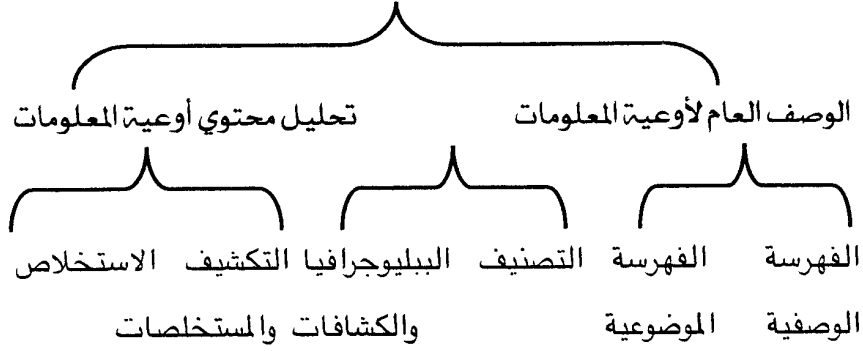 الوصف العام لأوعية المعلومات تحليل محتوي أوعية المعلومات
الفهرسة الفهرسة التصنيف الببليوجرافيا التكشيف الاستخلاص
الوصفية الموضوعية والكشافات والمستخلصات